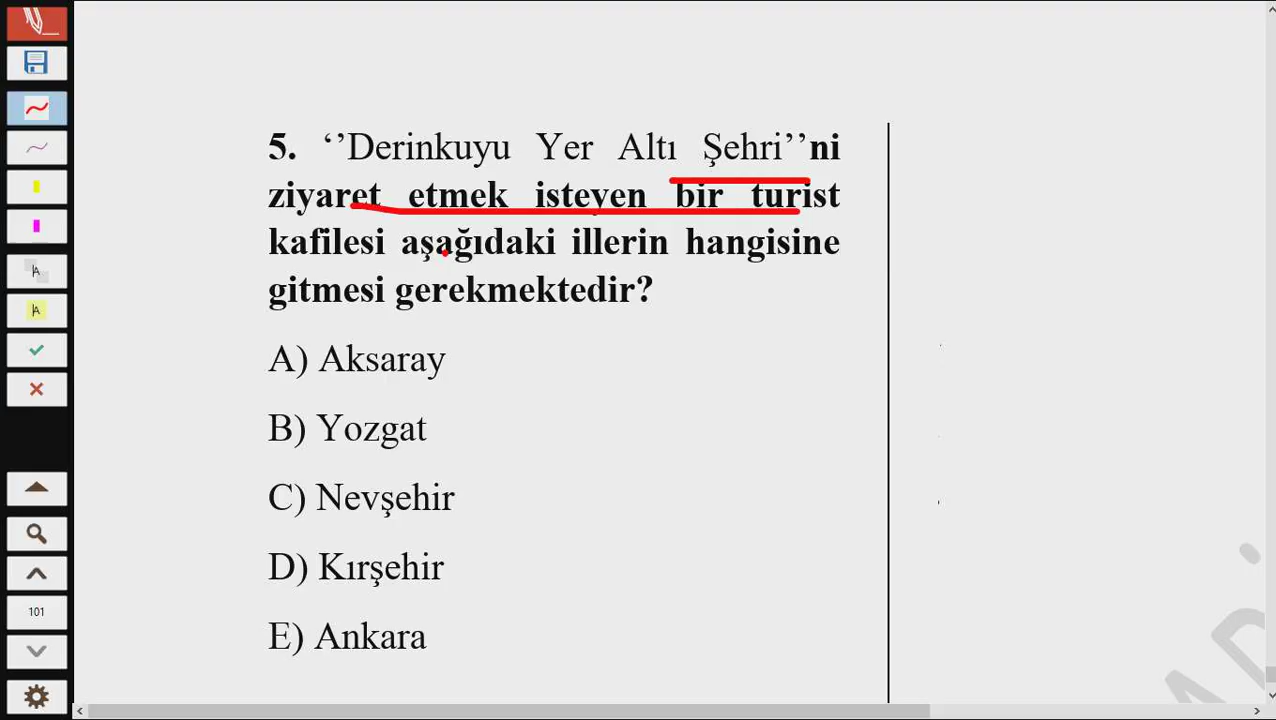 5. ‘’Derinkuyu Yer Altı Şehri’’ni
ziyaret etmek isteyen bir turist
kafilesi aşağıdaki illerin hangisine
gitmesi gerekmektedir?
A) Aksaray
B) Yozgat
C) Nevşehir
D) Kırşehir
E) Ankara
A
A
101